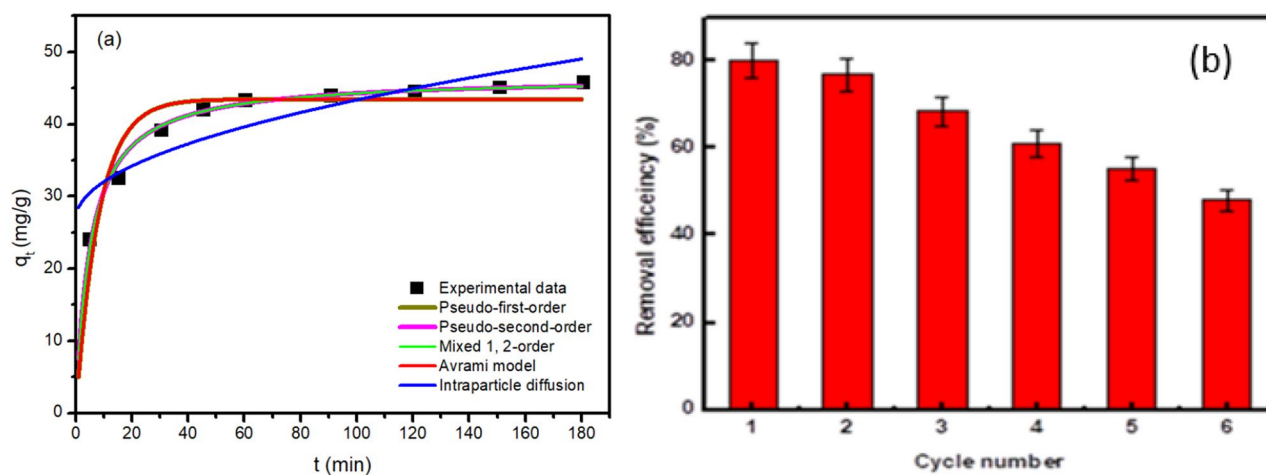 (a)
50
40
30
20
10
0
q_t (mg/g)
Experimental data
Pseudo-first-order
Pseudo-second-order
Mixed 1, 2-order
Avrami model
Intraparticle diffusion
0 20 40 60 80 100 120 140 160 180
t (min)
(b)
80
60
40
20
0
Removal efficeincy (%)
1 2 3 4 5 6
Cycle number